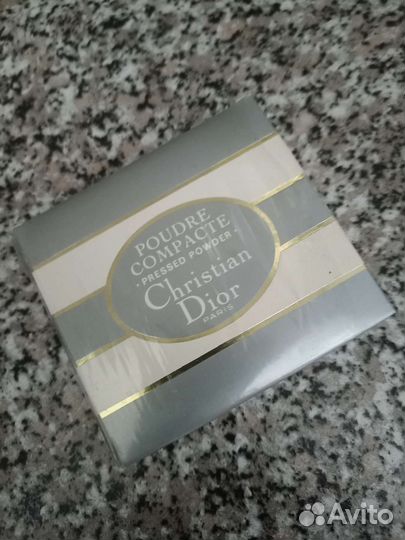 POUDRE
COMPACTE
· PRESSED POWDER ·
Christian
Dior
PARIS
Avito